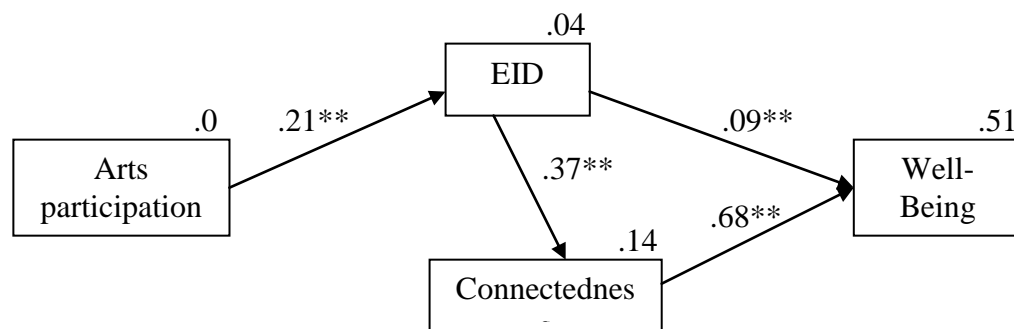 .04
EID
.0
.21**
.09**
.51
Arts
participation
.37**
Well-
Being
.68**
.14
Connectednes